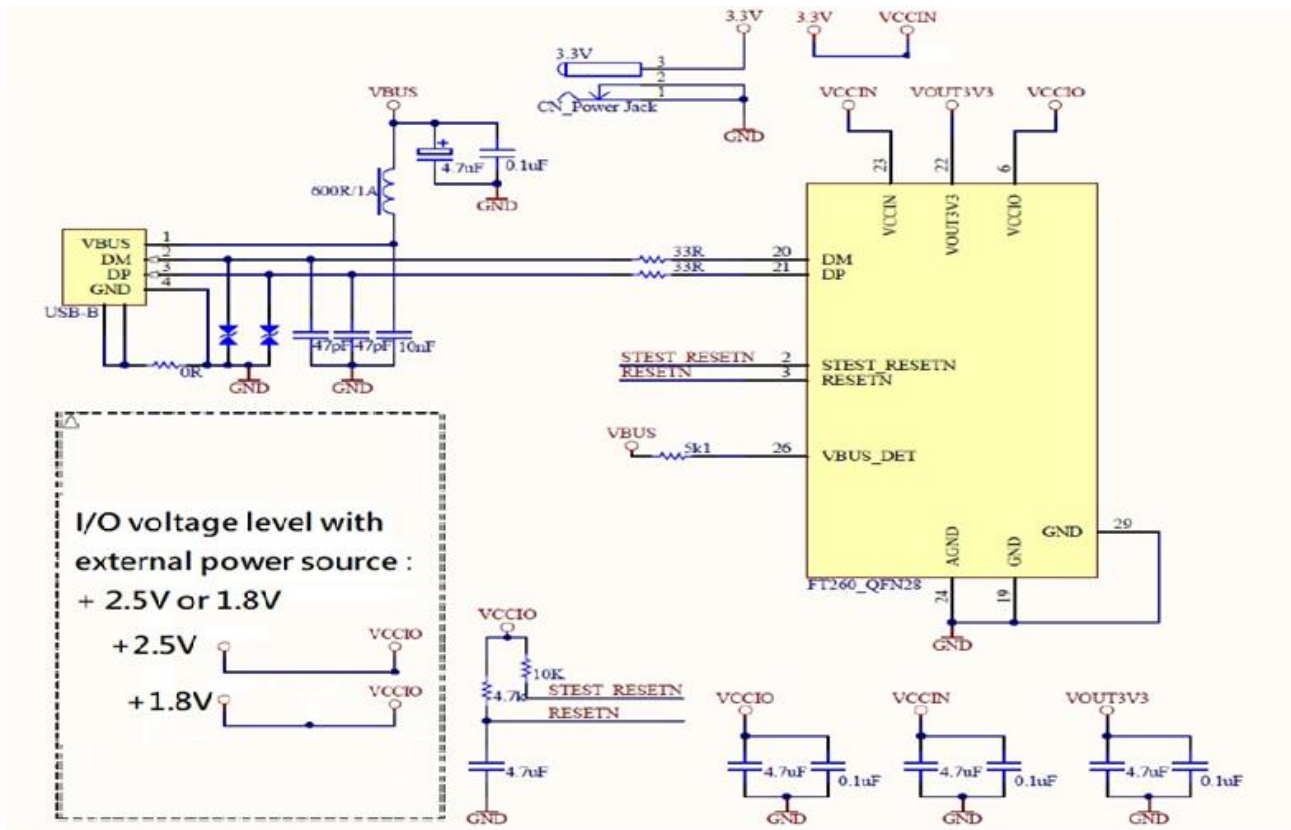 3.3V
3.3V
VCCIN
3.3V
3
2
1
CN_Power Jack
GND
VBUS
+
4.7uF
0.1uF
GND
600R/1A
VCCIN
VOUT3V3
VCCIO
23
22
6
VCCIN
VOUT3V3
VCCIO
VBUS
1
DM
2
DP
3
GND
4
USB-B
33R
20
DM
33R
21
DP
47pF
47pF
10nF
0R
GND
GND
STEST_RESETN
2
STEST_RESETN
RESETN
3
RESETN
VBUS
5k1
26
VBUS_DET
GND
29
AGND
GND
FT260_QFN28
24
19
GND
I/O voltage level with
external power source :
+ 2.5V or 1.8V
+2.5V
VCCIO
+1.8V
VCCIO
VCCIO
10K
4.7k
STEST_RESETN
RESETN
4.7uF
GND
VCCIO
4.7uF
0.1uF
GND
VCCIN
4.7uF
0.1uF
GND
VOUT3V3
4.7uF
0.1uF
GND